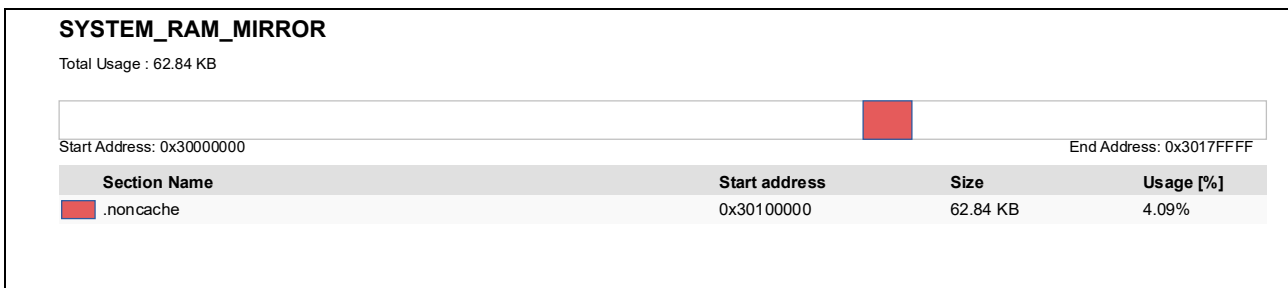 SYSTEM_RAM_MIRROR
Total Usage : 62.84 KB
Start Address: 0x30000000 End Address: 0x3017FFFF
Section Name Start address Size Usage [%]
.noncache 0x30100000 62.84 KB 4.09%